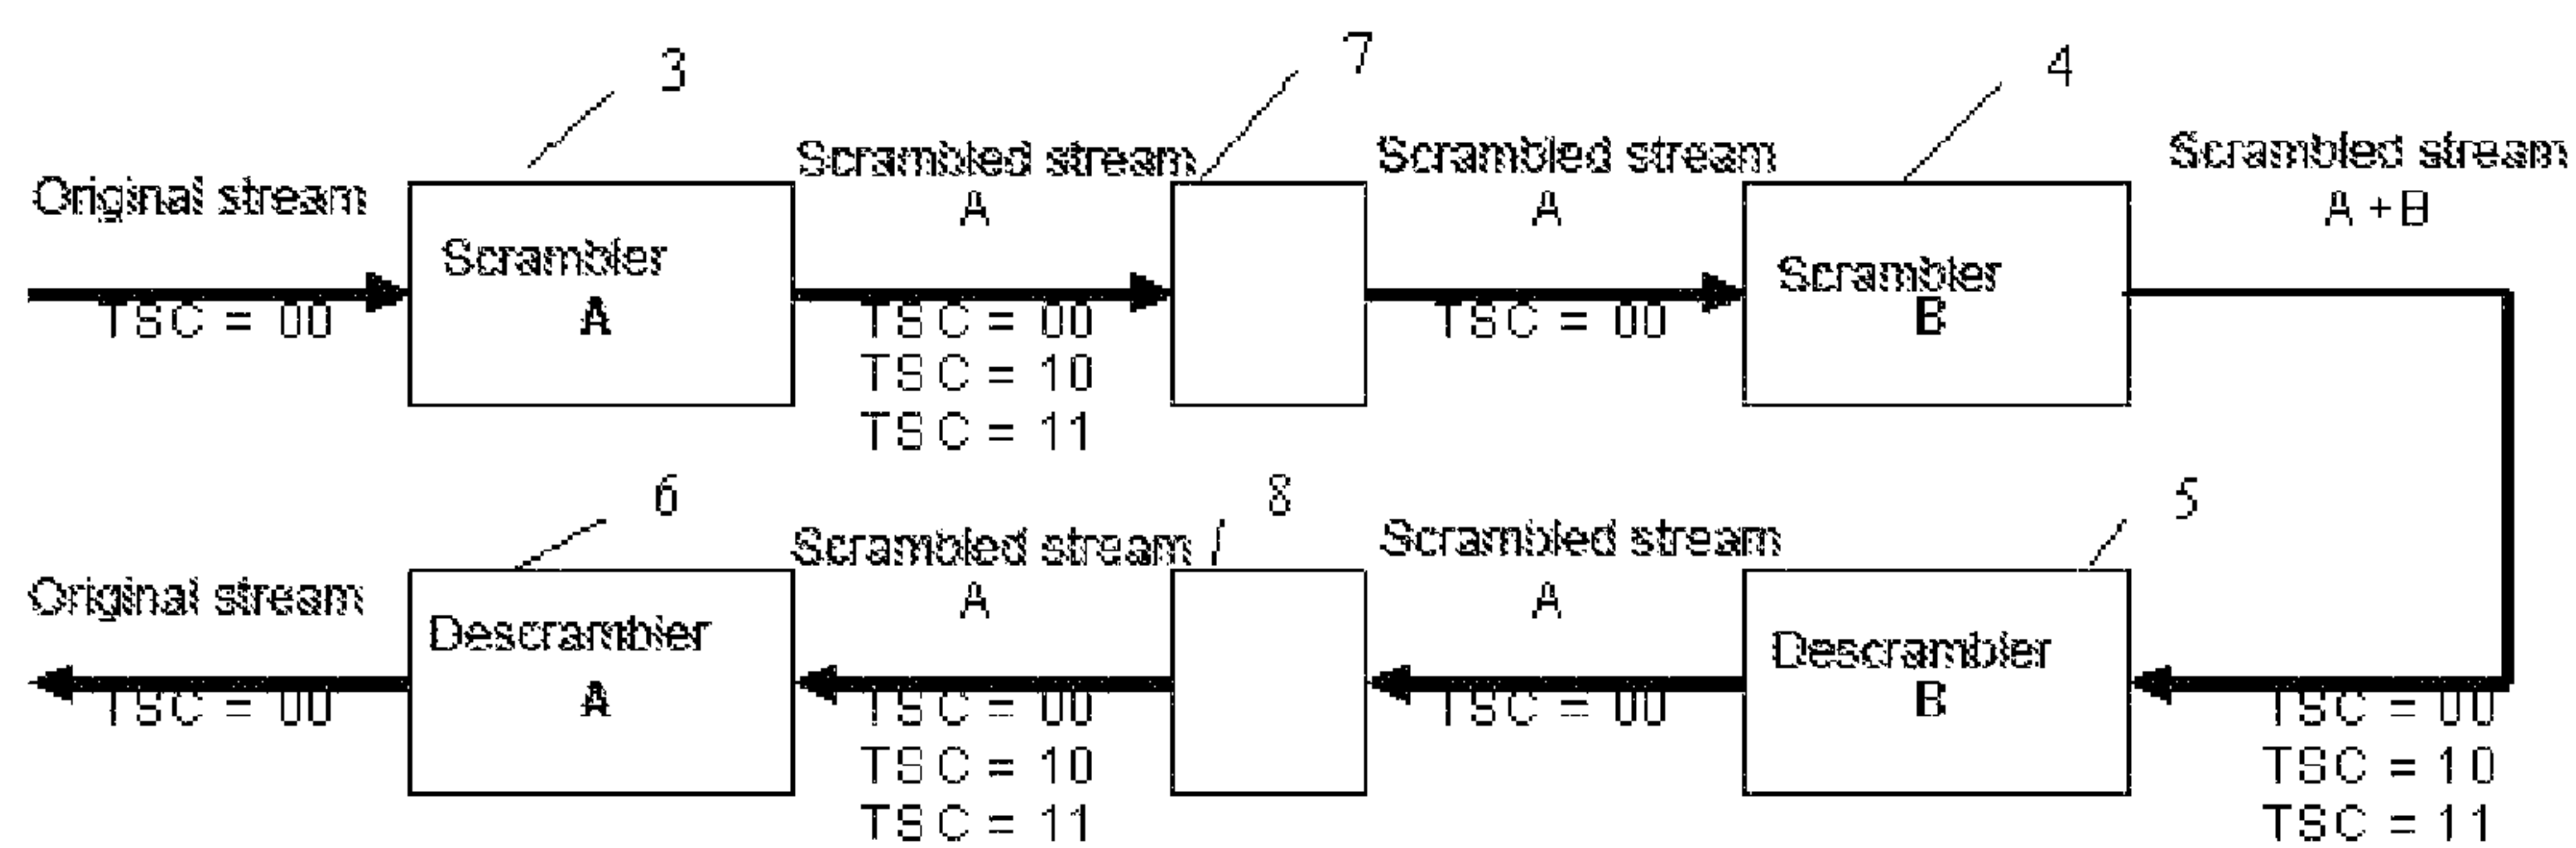 3
7
4
Original stream
Scrambled stream
A
Scrambled stream
A
Scrambled stream
A + B
Scrambler
A
Scrambler
B
TSC = 00
TSC = 00
TSC = 10
TSC = 11
TSC = 00
6
8
5
Original stream
Scrambled stream
A
Scrambled stream
A
Descrambler
A
Descrambler
B
TSC = 00
TSC = 00
TSC = 10
TSC = 11
TSC = 00
TSC = 00
TSC = 10
TSC = 11